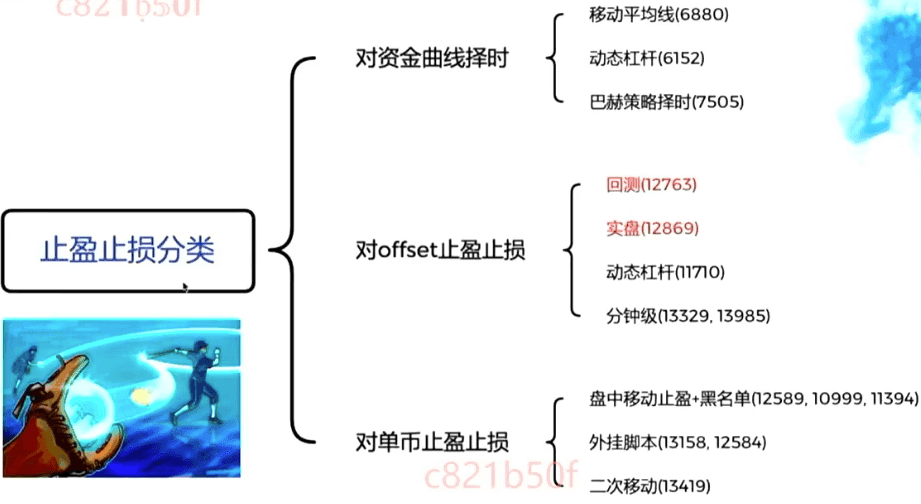 c821b50f
止盈止损分类
对资金曲线择时
移动平均线(6880)
动态杠杆(6152)
巴赫策略择时(7505)
对offset止盈止损
回测(12763)
实盘(12869)
动态杠杆(11710)
分钟级(13329, 13985)
对单币止盈止损
盘中移动止盈+黑名单(12589, 10999, 11394)
外挂脚本(13158, 12584)
二次移动(13419)
c821b50f